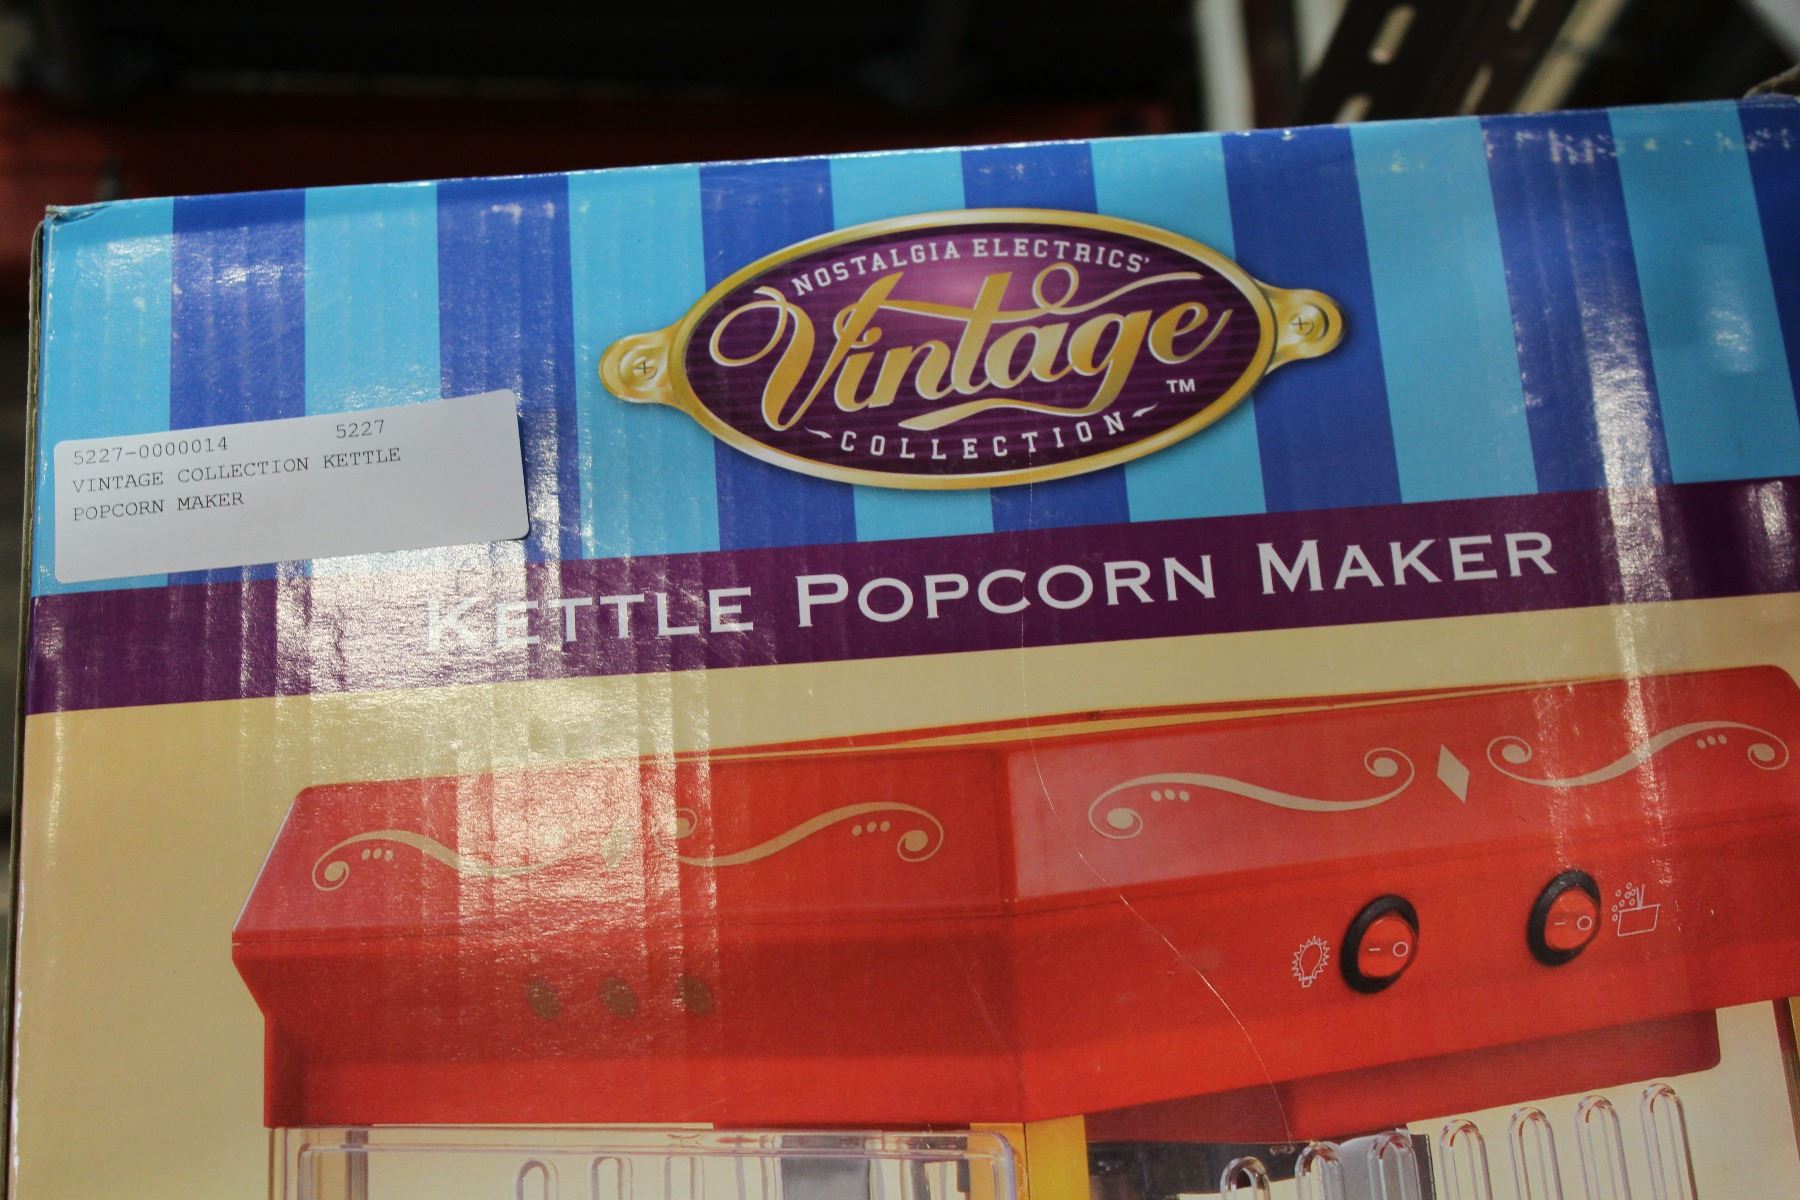 NOSTALGIA ELECTRICS'
Vintage
TM
COLLECTION
5227-0000014 5227
VINTAGE COLLECTION KETTLE
POPCORN MAKER
KETTLE POPCORN MAKER